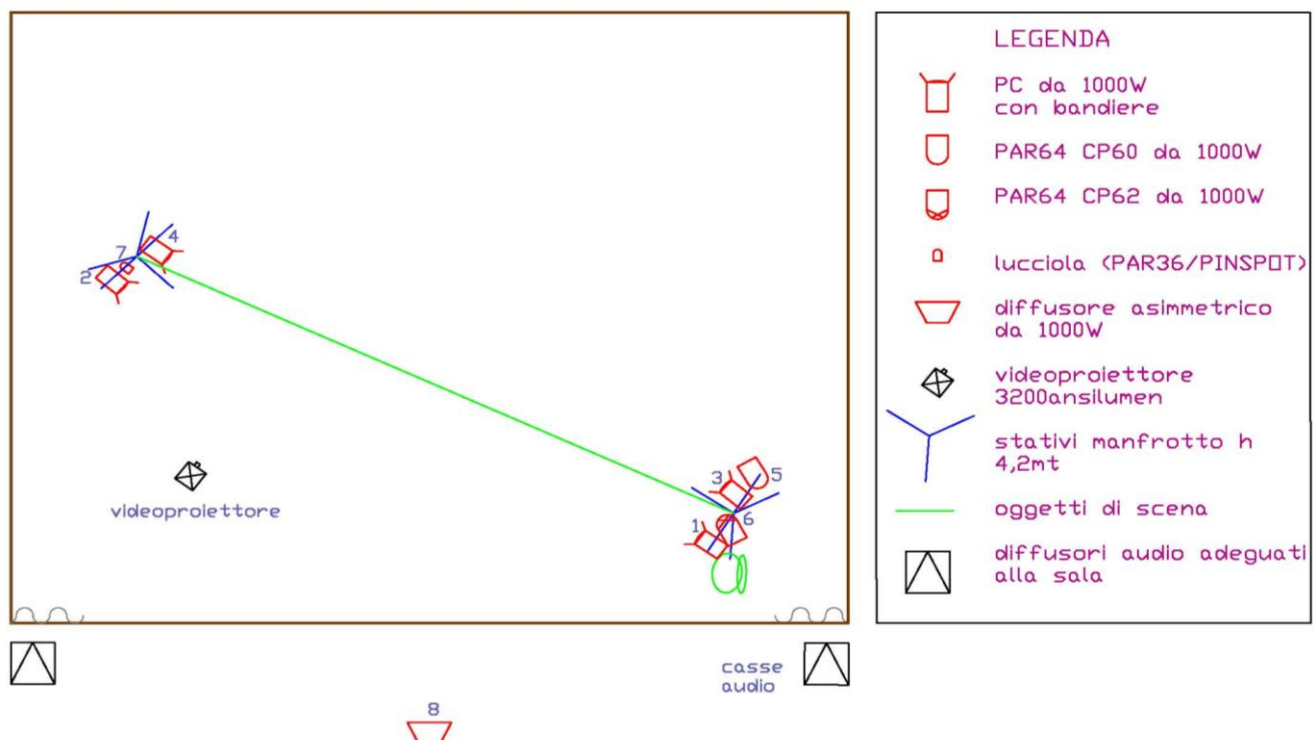 4
7
2
3
5
6
1
videoproiettore
casse
audio
8
LEGENDA
PC da 1000W
con bandiere
PAR64 CP60 da 1000W
PAR64 CP62 da 1000W
lucciola (PAR36/PINSPOT)
diffusore asimmetrico
da 1000W
videoproiettore
3200ansilumen
stativi manfrotto h
4,2mt
oggetti di scena
diffusori audio adeguati
alla sala